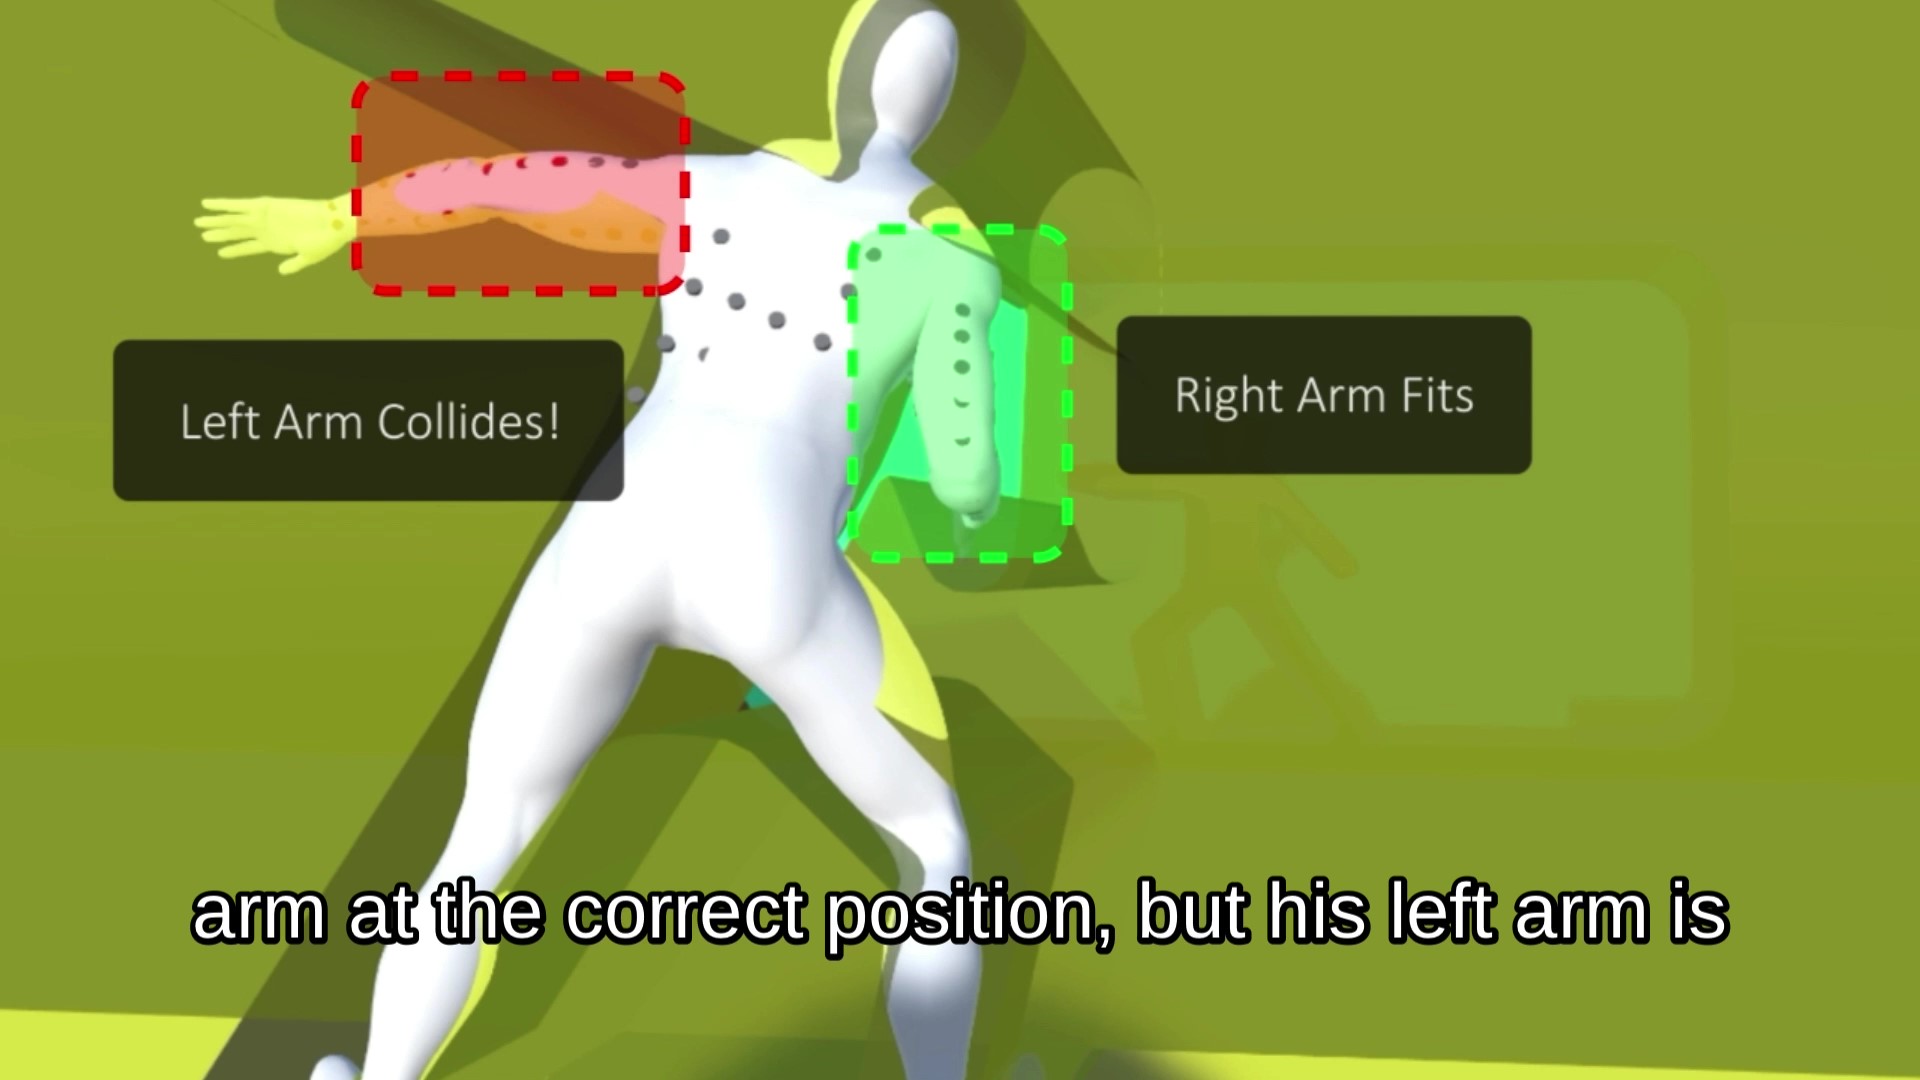 Left Arm Collides!
Right Arm Fits
arm at the correct position, but his left arm is